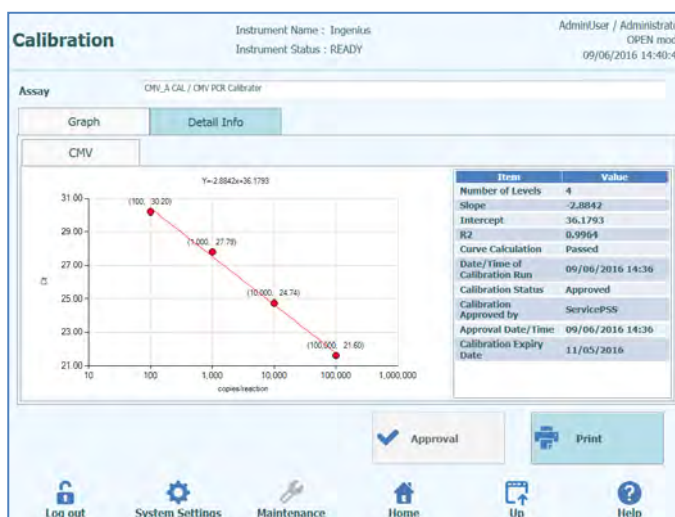 Calibration
Instrument Name : Ingenius
Instrument Status : READY
AdminUser / Administrat
OPEN mod
09/06/2016 14:40:4
Assay
CMV_A CAL / CMV PCR Calibrator
Graph
Detail Info
CMV
Y=-2.8842x+36.1793
31.00
29.00
27.00
25.00
23.00
21.00
Ct
(100, 30.20)
(1,000, 27.78)
(10,000, 24.74)
(100,000, 21.60)
10
100
1,000
10,000
100,000
1,000,000
copies/reaction
Item Value
Number of Levels 4
Slope -2.8842
Intercept 36.1793
R2 0.9964
Curve Calculation Passed
Date/Time of
Calibration Run 09/06/2016 14:36
Calibration Status Approved
Calibration
Approved by ServicePSS
Approval Date/Time 09/06/2016 14:36
Calibration Expiry
Date 11/05/2016
Approval
Print
Log out
System Settings
Maintenance
Home
Up
Help